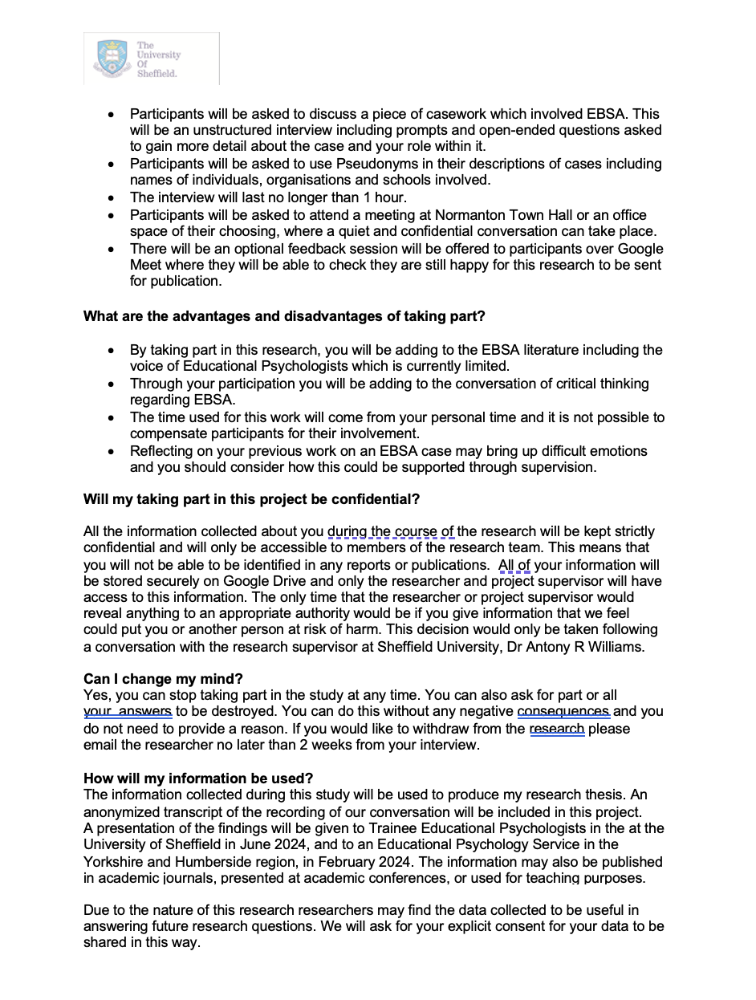 The
University
Of
Sheffield.
• Participants will be asked to discuss a piece of casework which involved EBSA. This
will be an unstructured interview including prompts and open-ended questions asked
to gain more detail about the case and your role within it.
• Participants will be asked to use Pseudonyms in their descriptions of cases including
names of individuals, organisations and schools involved.
• The interview will last no longer than 1 hour.
• Participants will be asked to attend a meeting at Normanton Town Hall or an office
space of their choosing, where a quiet and confidential conversation can take place.
• There will be an optional feedback session will be offered to participants over Google
Meet where they will be able to check they are still happy for this research to be sent
for publication.
What are the advantages and disadvantages of taking part?
• By taking part in this research, you will be adding to the EBSA literature including the
voice of Educational Psychologists which is currently limited.
• Through your participation you will be adding to the conversation of critical thinking
regarding EBSA.
• The time used for this work will come from your personal time and it is not possible to
compensate participants for their involvement.
• Reflecting on your previous work on an EBSA case may bring up difficult emotions
and you should consider how this could be supported through supervision.
Will my taking part in this project be confidential?
All the information collected about you during the course of the research will be kept strictly
confidential and will only be accessible to members of the research team. This means that
you will not be able to be identified in any reports or publications.  All of your information will
be stored securely on Google Drive and only the researcher and project supervisor will have
access to this information. The only time that the researcher or project supervisor would
reveal anything to an appropriate authority would be if you give information that we feel
could put you or another person at risk of harm. This decision would only be taken following
a conversation with the research supervisor at Sheffield University, Dr Antony R Williams.
Can I change my mind?
Yes, you can stop taking part in the study at any time. You can also ask for part or all
your  answers to be destroyed. You can do this without any negative consequences and you
do not need to provide a reason. If you would like to withdraw from the research please
email the researcher no later than 2 weeks from your interview.
How will my information be used?
The information collected during this study will be used to produce my research thesis. An
anonymized transcript of the recording of our conversation will be included in this project.
A presentation of the findings will be given to Trainee Educational Psychologists in the at the
University of Sheffield in June 2024, and to an Educational Psychology Service in the
Yorkshire and Humberside region, in February 2024. The information may also be published
in academic journals, presented at academic conferences, or used for teaching purposes.
Due to the nature of this research researchers may find the data collected to be useful in
answering future research questions. We will ask for your explicit consent for your data to be
shared in this way.